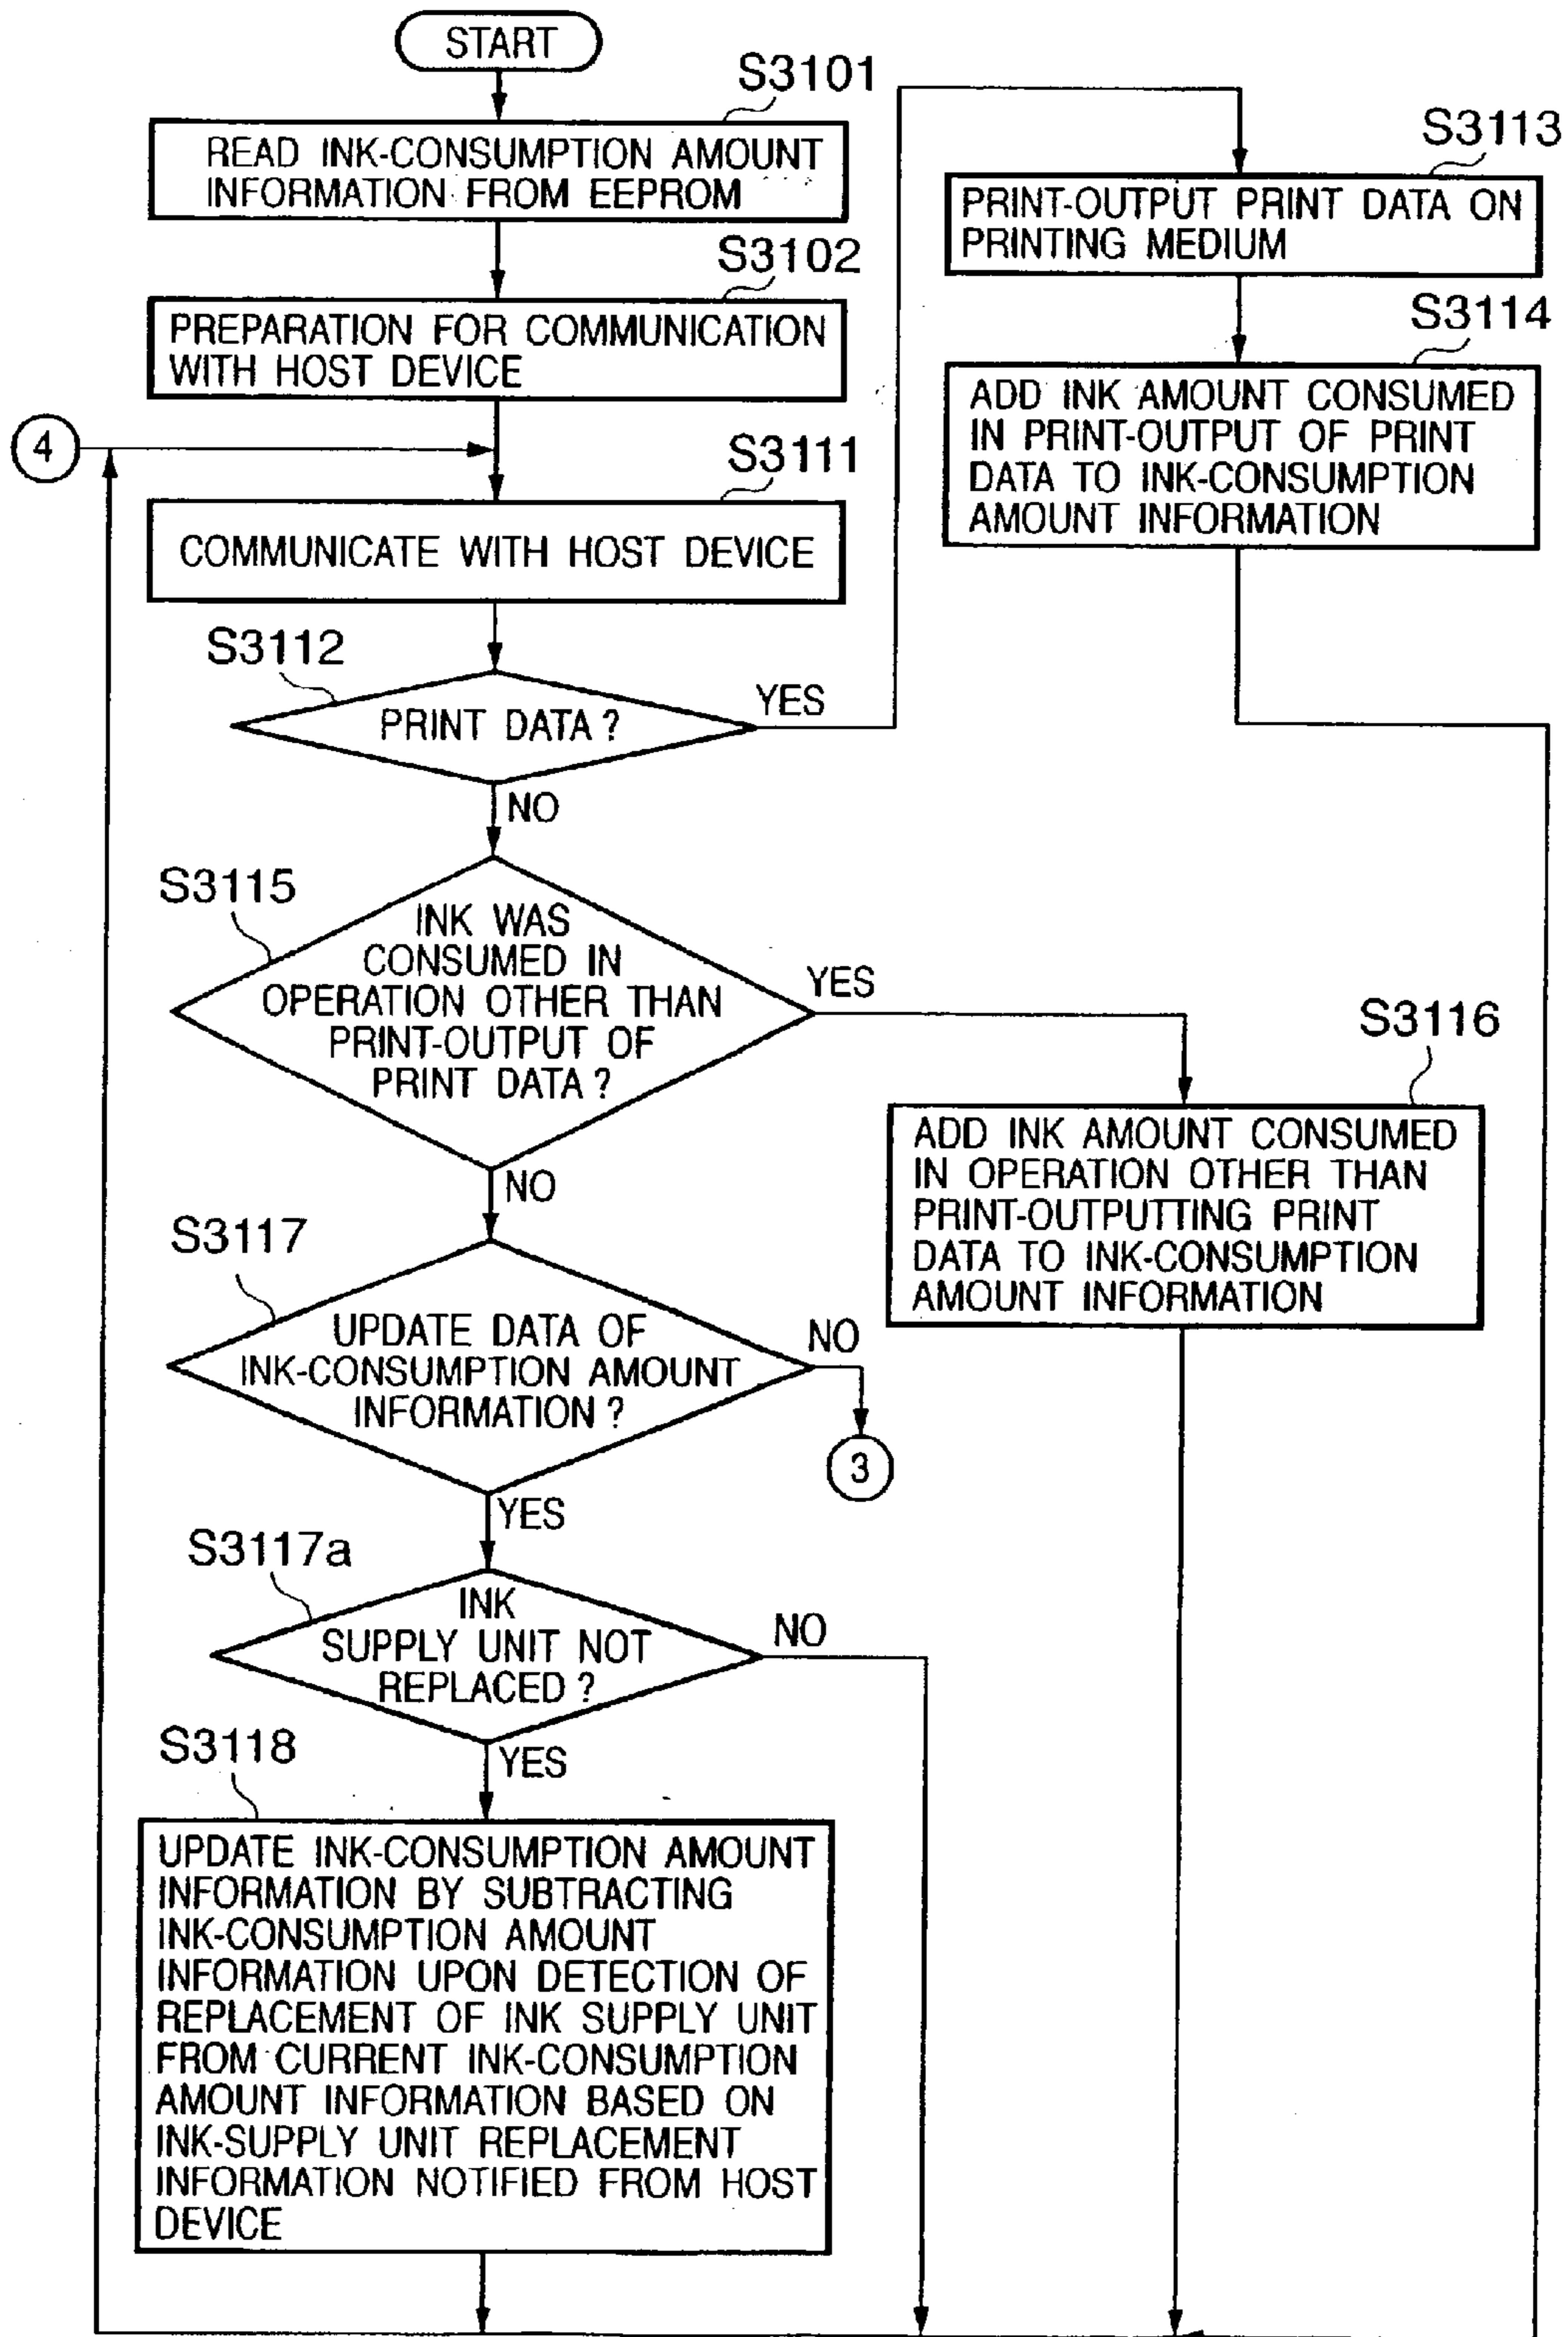 START
S3101
READ INK-CONSUMPTION AMOUNT
INFORMATION FROM EEPROM
S3102
PREPARATION FOR COMMUNICATION
WITH HOST DEVICE
4
S3111
COMMUNICATE WITH HOST DEVICE
S3112
PRINT DATA ?
YES
NO
S3113
PRINT-OUTPUT PRINT DATA ON
PRINTING MEDIUM
S3114
ADD INK AMOUNT CONSUMED
IN PRINT-OUTPUT OF PRINT
DATA TO INK-CONSUMPTION
AMOUNT INFORMATION
S3115
INK WAS
CONSUMED IN
OPERATION OTHER THAN
PRINT-OUTPUT OF
PRINT DATA ?
YES
NO
S3116
ADD INK AMOUNT CONSUMED
IN OPERATION OTHER THAN
PRINT-OUTPUTTING PRINT
DATA TO INK-CONSUMPTION
AMOUNT INFORMATION
S3117
UPDATE DATA OF
INK-CONSUMPTION AMOUNT
INFORMATION ?
NO
3
YES
S3117a
INK
SUPPLY UNIT NOT
REPLACED ?
NO
YES
S3118
UPDATE INK-CONSUMPTION AMOUNT
INFORMATION BY SUBTRACTING
INK-CONSUMPTION AMOUNT
INFORMATION UPON DETECTION OF
REPLACEMENT OF INK SUPPLY UNIT
FROM CURRENT INK-CONSUMPTION
AMOUNT INFORMATION BASED ON
INK-SUPPLY UNIT REPLACEMENT
INFORMATION NOTIFIED FROM HOST
DEVICE